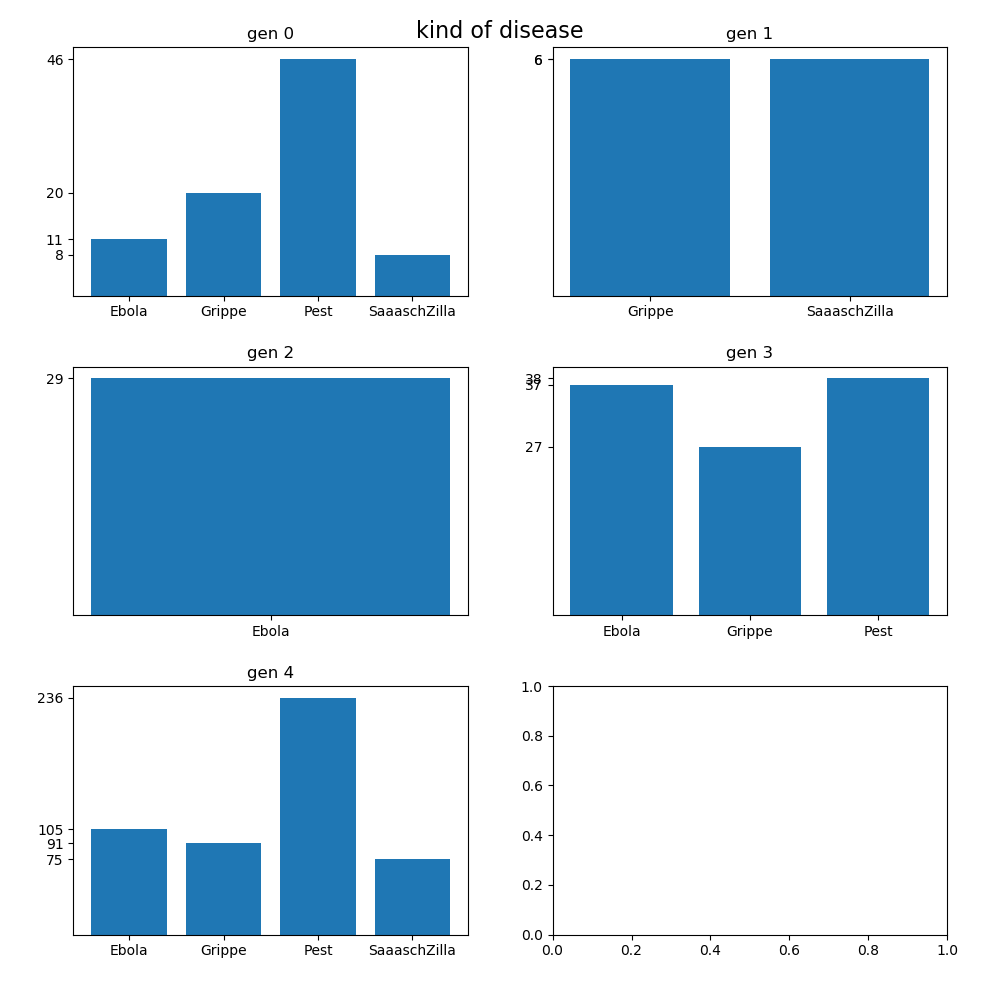 kind of disease
gen 0
46
20
11
8
Ebola Grippe Pest SaaaschZilla
gen 1
6
6
Grippe SaaaschZilla
gen 2
29
Ebola
gen 3
38
37
27
Ebola Grippe Pest
gen 4
236
105
91
75
Ebola Grippe Pest SaaaschZilla
1.0
0.8
0.6
0.4
0.2
0.0
0.0 0.2 0.4 0.6 0.8 1.0